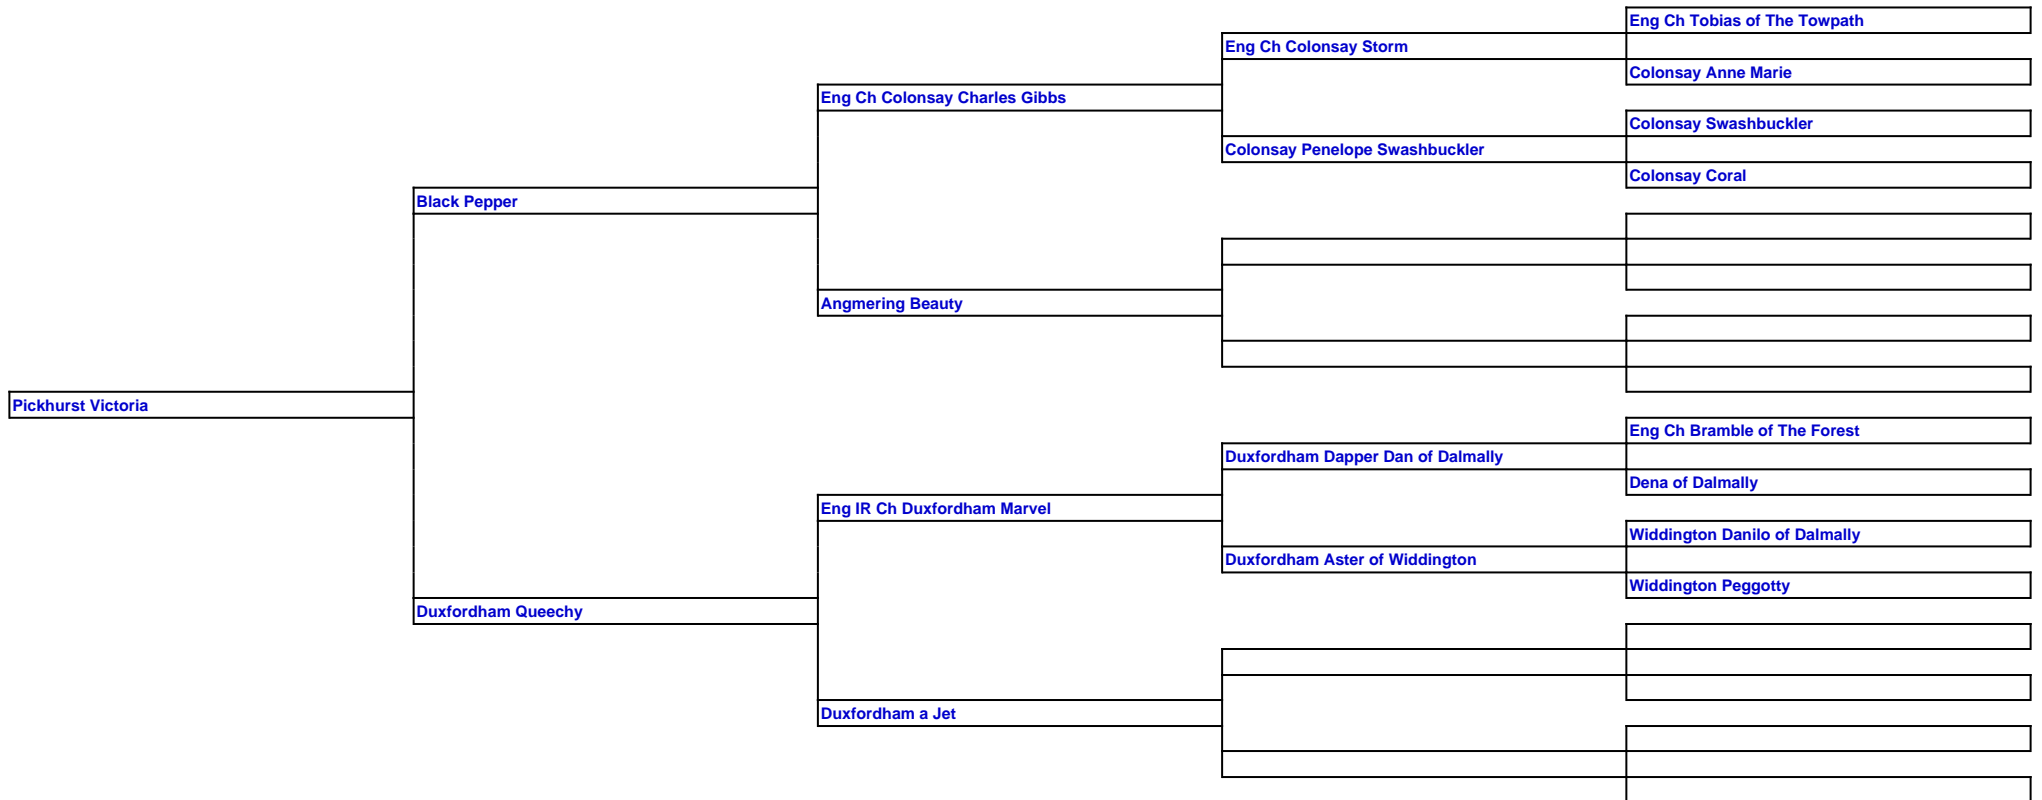 Eng Ch Tobias of The Towpath
Eng Ch Colonsay Storm
Colonsay Anne Marie
Eng Ch Colonsay Charles Gibbs
Colonsay Swashbuckler
Colonsay Penelope Swashbuckler
Colonsay Coral
Black Pepper
Angmering Beauty
Pickhurst Victoria
Eng Ch Bramble of The Forest
Duxfordham Dapper Dan of Dalmally
Dena of Dalmally
Eng IR Ch Duxfordham Marvel
Widdington Danilo of Dalmally
Duxfordham Aster of Widdington
Widdington Peggotty
Duxfordham Queechy
Duxfordham a Jet